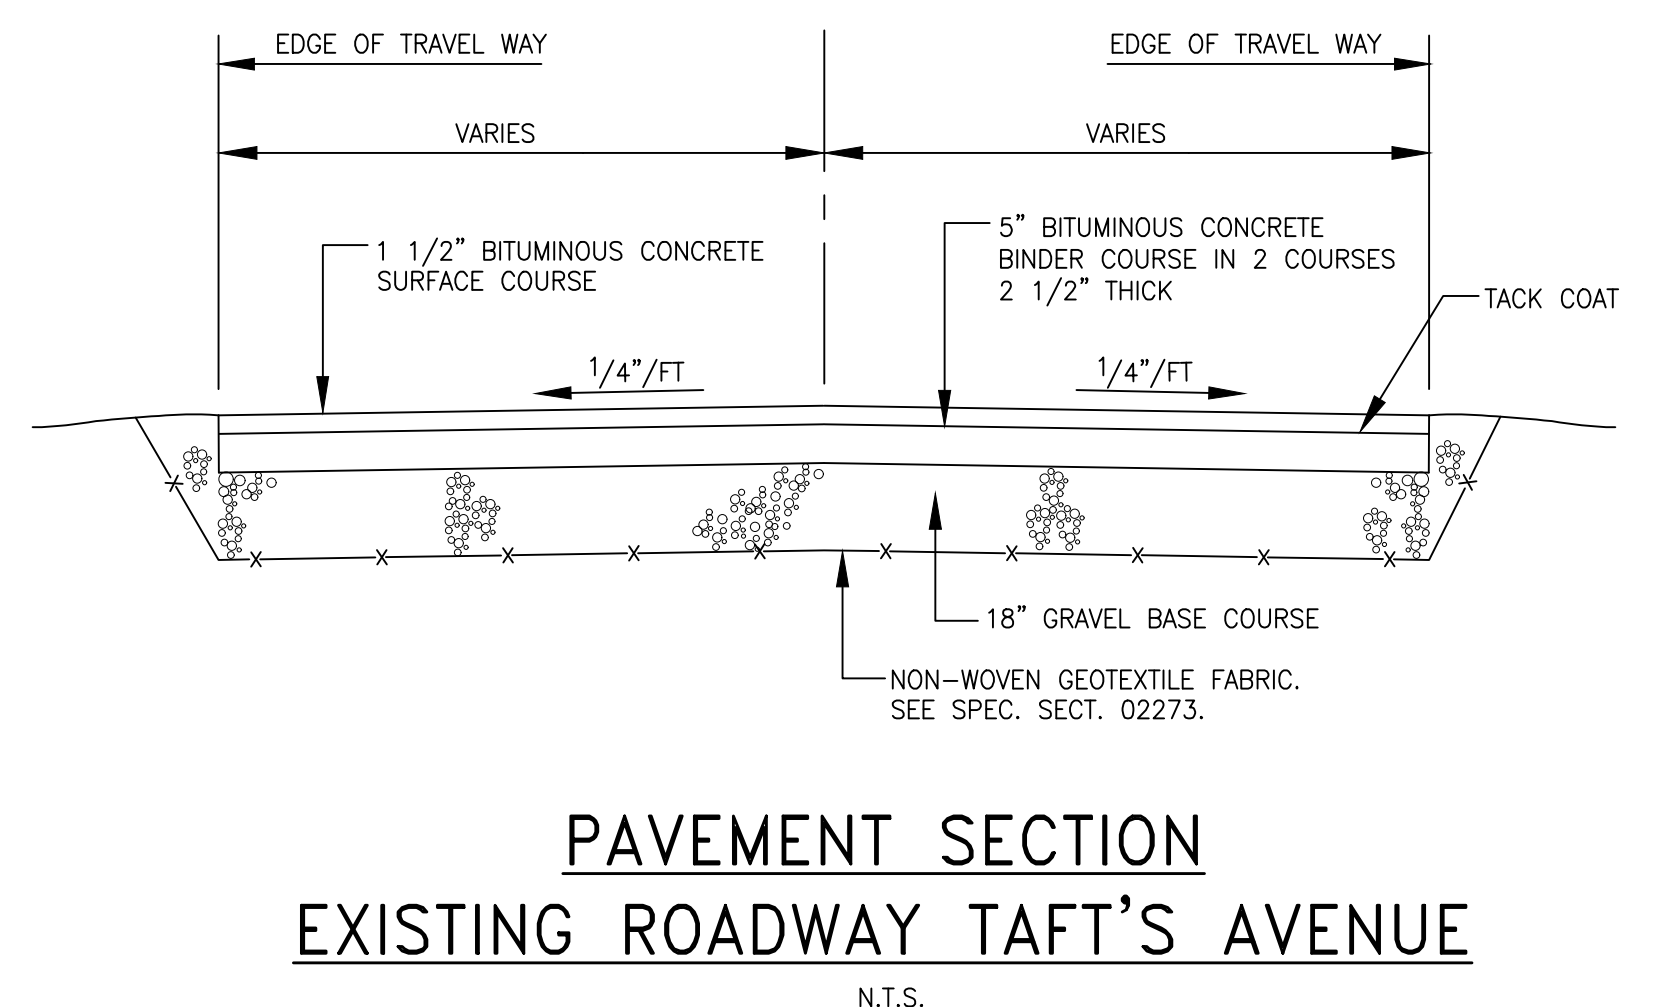 EDGE OF TRAVEL WAY
EDGE OF TRAVEL WAY
VARIES
VARIES
1 1/2" BITUMINOUS CONCRETE
SURFACE COURSE
5" BITUMINOUS CONCRETE
BINDER COURSE IN 2 COURSES
2 1/2" THICK
TACK COAT
1/4"/FT
1/4"/FT
18" GRAVEL BASE COURSE
NON-WOVEN GEOTEXTILE FABRIC.
SEE SPEC. SECT. 02273.
PAVEMENT SECTION
EXISTING ROADWAY TAFT'S AVENUE
N.T.S.